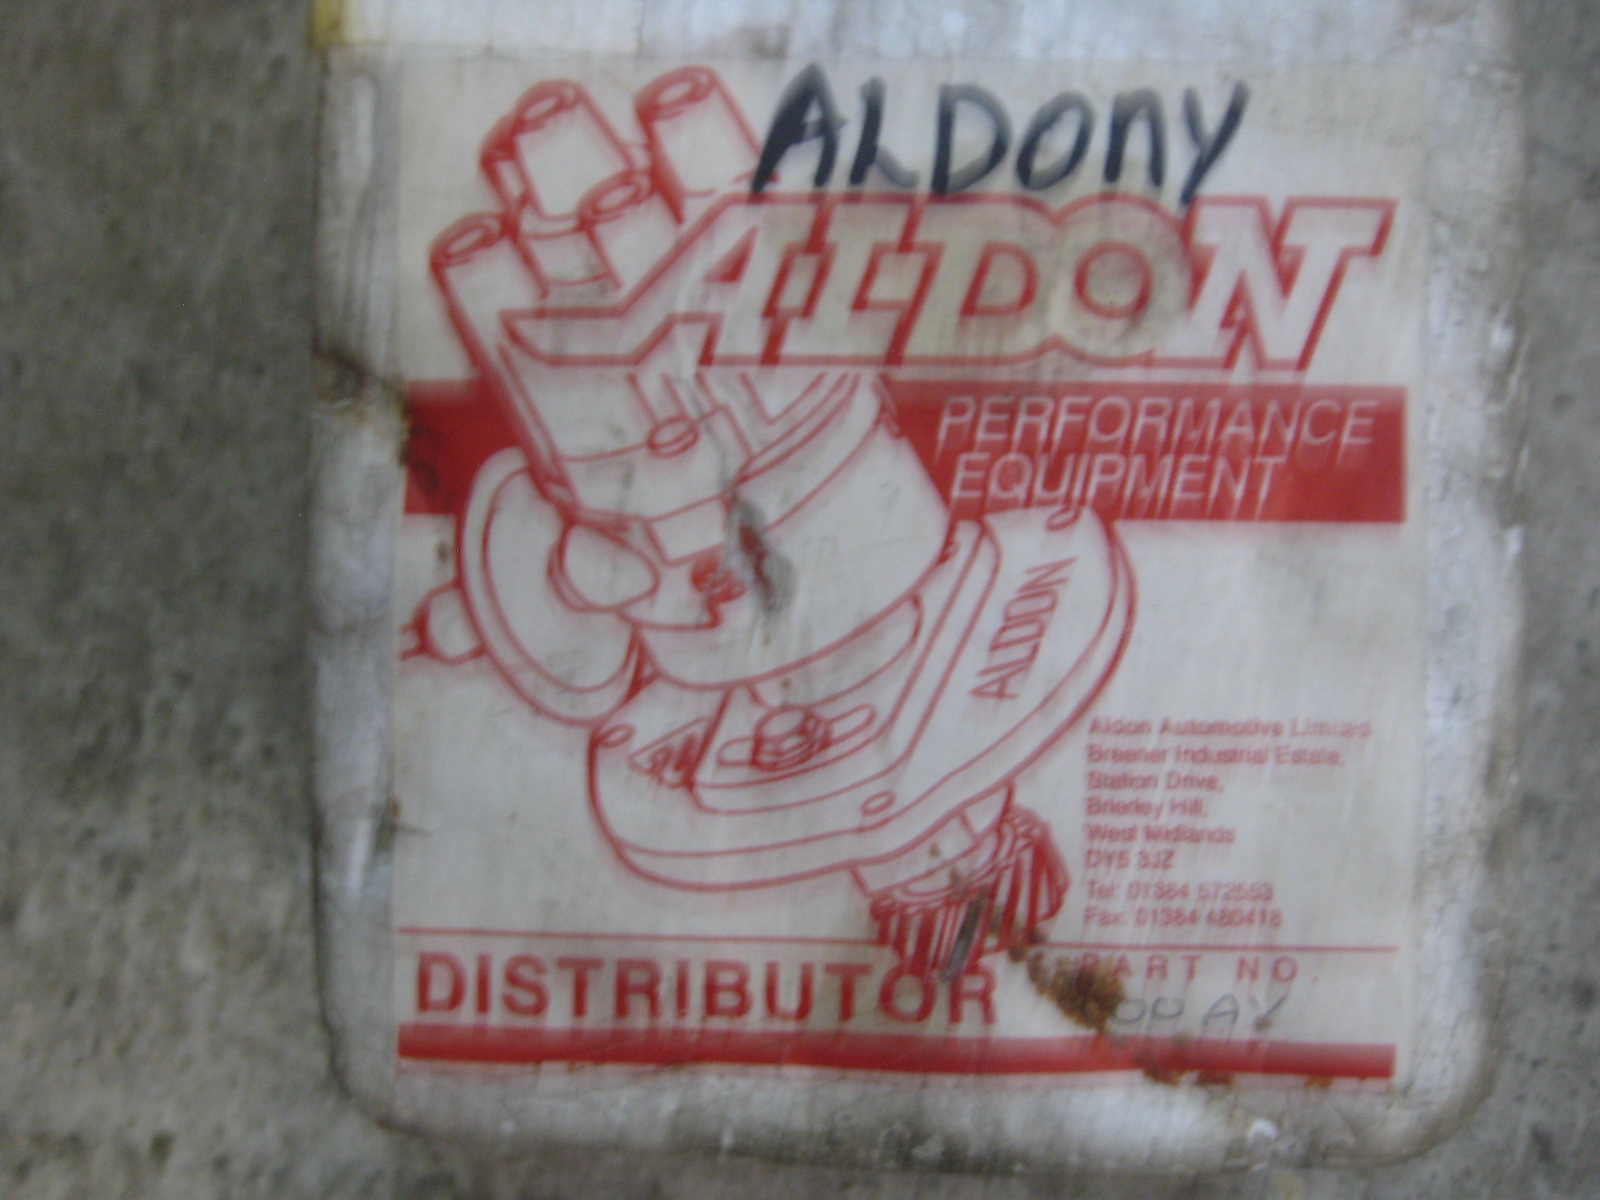 ALDONY
ALDON
PERFORMANCE
EQUIPMENT
ALDON
Aldon Automotive Limited
Breener Industrial Estate,
Station Drive,
Brierley Hill,
West Midlands
DY5 3JZ
Tel: 01384 572553
Fax: 01384 480418
DISTRIBUTOR
PART NO.
AY